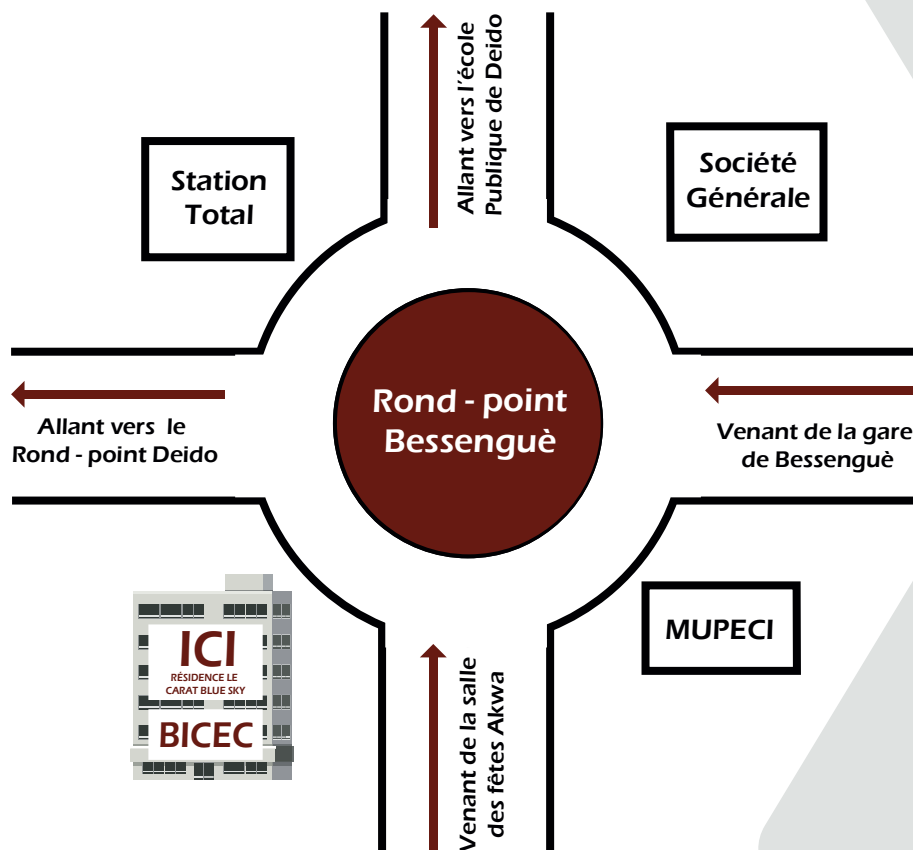 Allant vers l'école
Publique de Deido
Station
Total
Société
Générale
Rond - point
Bessenguè
Allant vers le
Rond - point Deido
Venant de la gare
de Bessenguè
ICI
RÉSIDENCE LE
CARAT BLUE SKY
BICEC
MUPECI
Venant de la salle
des fêtes Akwa